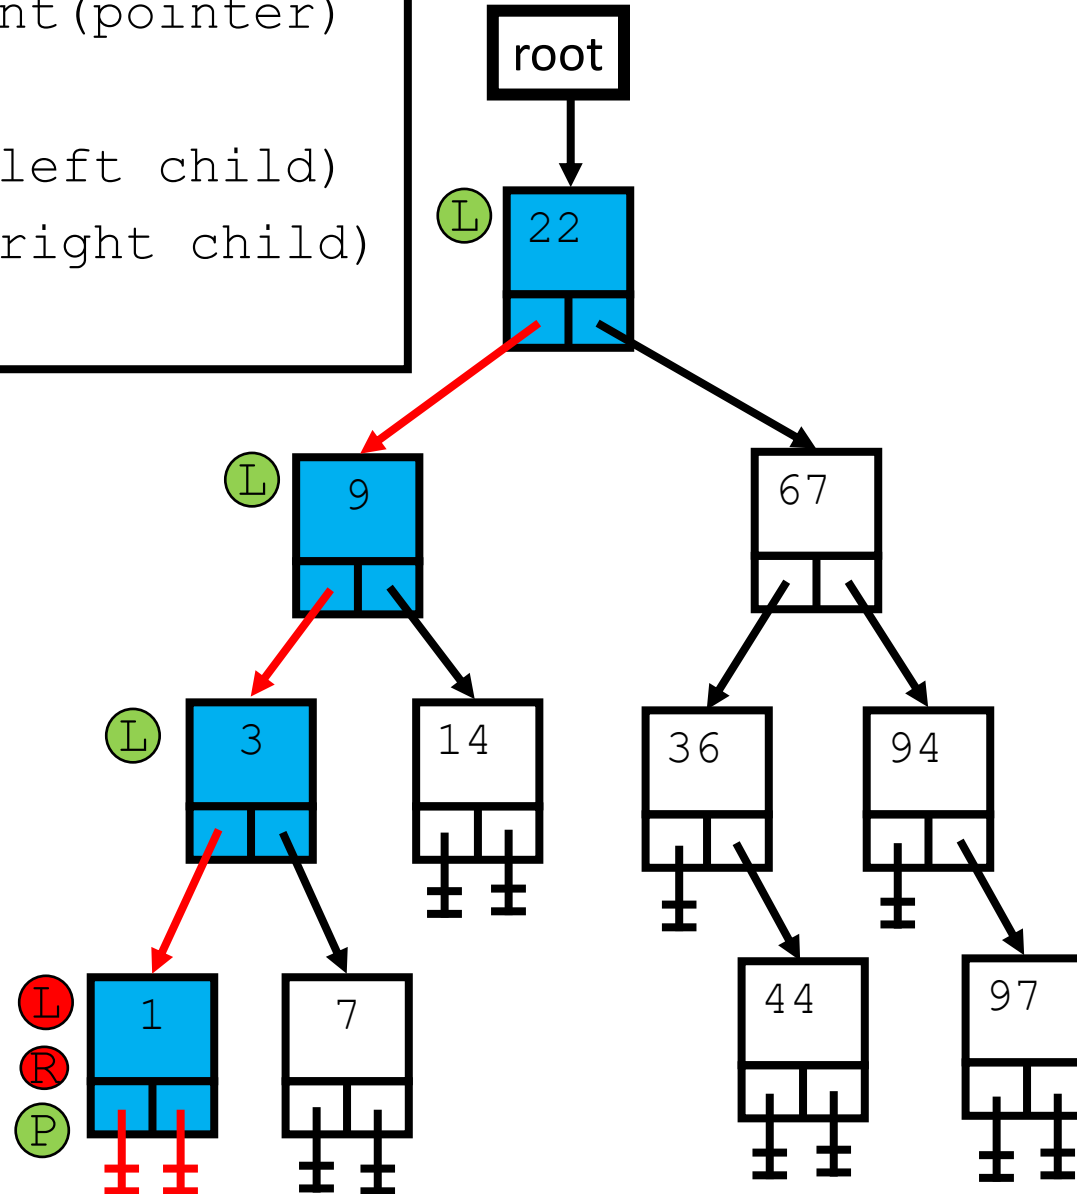 nt(pointer)
left child)
right child)
root
L
22
L
9
67
L
3
14
36
94
L
1
7
44
97
R
P